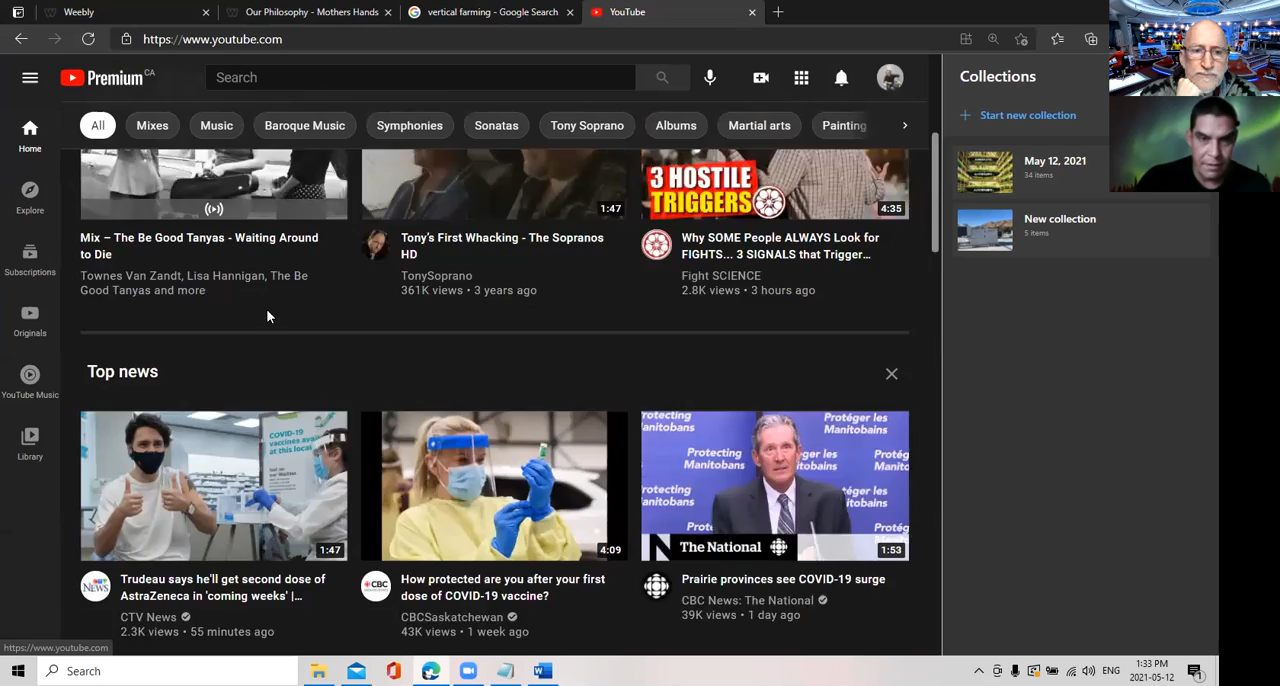 Weebly
Our Philosophy - Mothers Hands
vertical farming - Google Search
YouTube
https://www.youtube.com
Premium CA
Search
Collections
Start new collection
May 12, 2021
34 items
New collection
5 items
Home
Explore
Subscriptions
Originals
YouTube Music
Library
All
Mixes
Music
Baroque Music
Symphonies
Sonatas
Tony Soprano
Albums
Martial arts
Painting
3 HOSTILE
TRIGGERS
1:47
4:35
Mix – The Be Good Tanyas - Waiting Around
to Die
Townes Van Zandt, Lisa Hannigan, The Be
Good Tanyas and more
Tony's First Whacking - The Sopranos
HD
TonySoprano
361K views • 3 years ago
Why SOME People ALWAYS Look for
FIGHTS... 3 SIGNALS that Trigger...
Fight SCIENCE
2.8K views • 3 hours ago
Top news
COVID-19
1:47
4:09
Protéger les
Manitobains
Protecting
Manitobans
The National
1:53
NEWS
Trudeau says he'll get second dose of
AstraZeneca in 'coming weeks' |...
CTV News
2.3K views • 55 minutes ago
CBC
How protected are you after your first
dose of COVID-19 vaccine?
CBCSaskatchewan
43K views • 1 week ago
Prairie provinces see COVID-19 surge
CBC News: The National
39K views • 1 day ago
https://www.youtube.com
Search
ENG
1:33 PM
2021-05-12